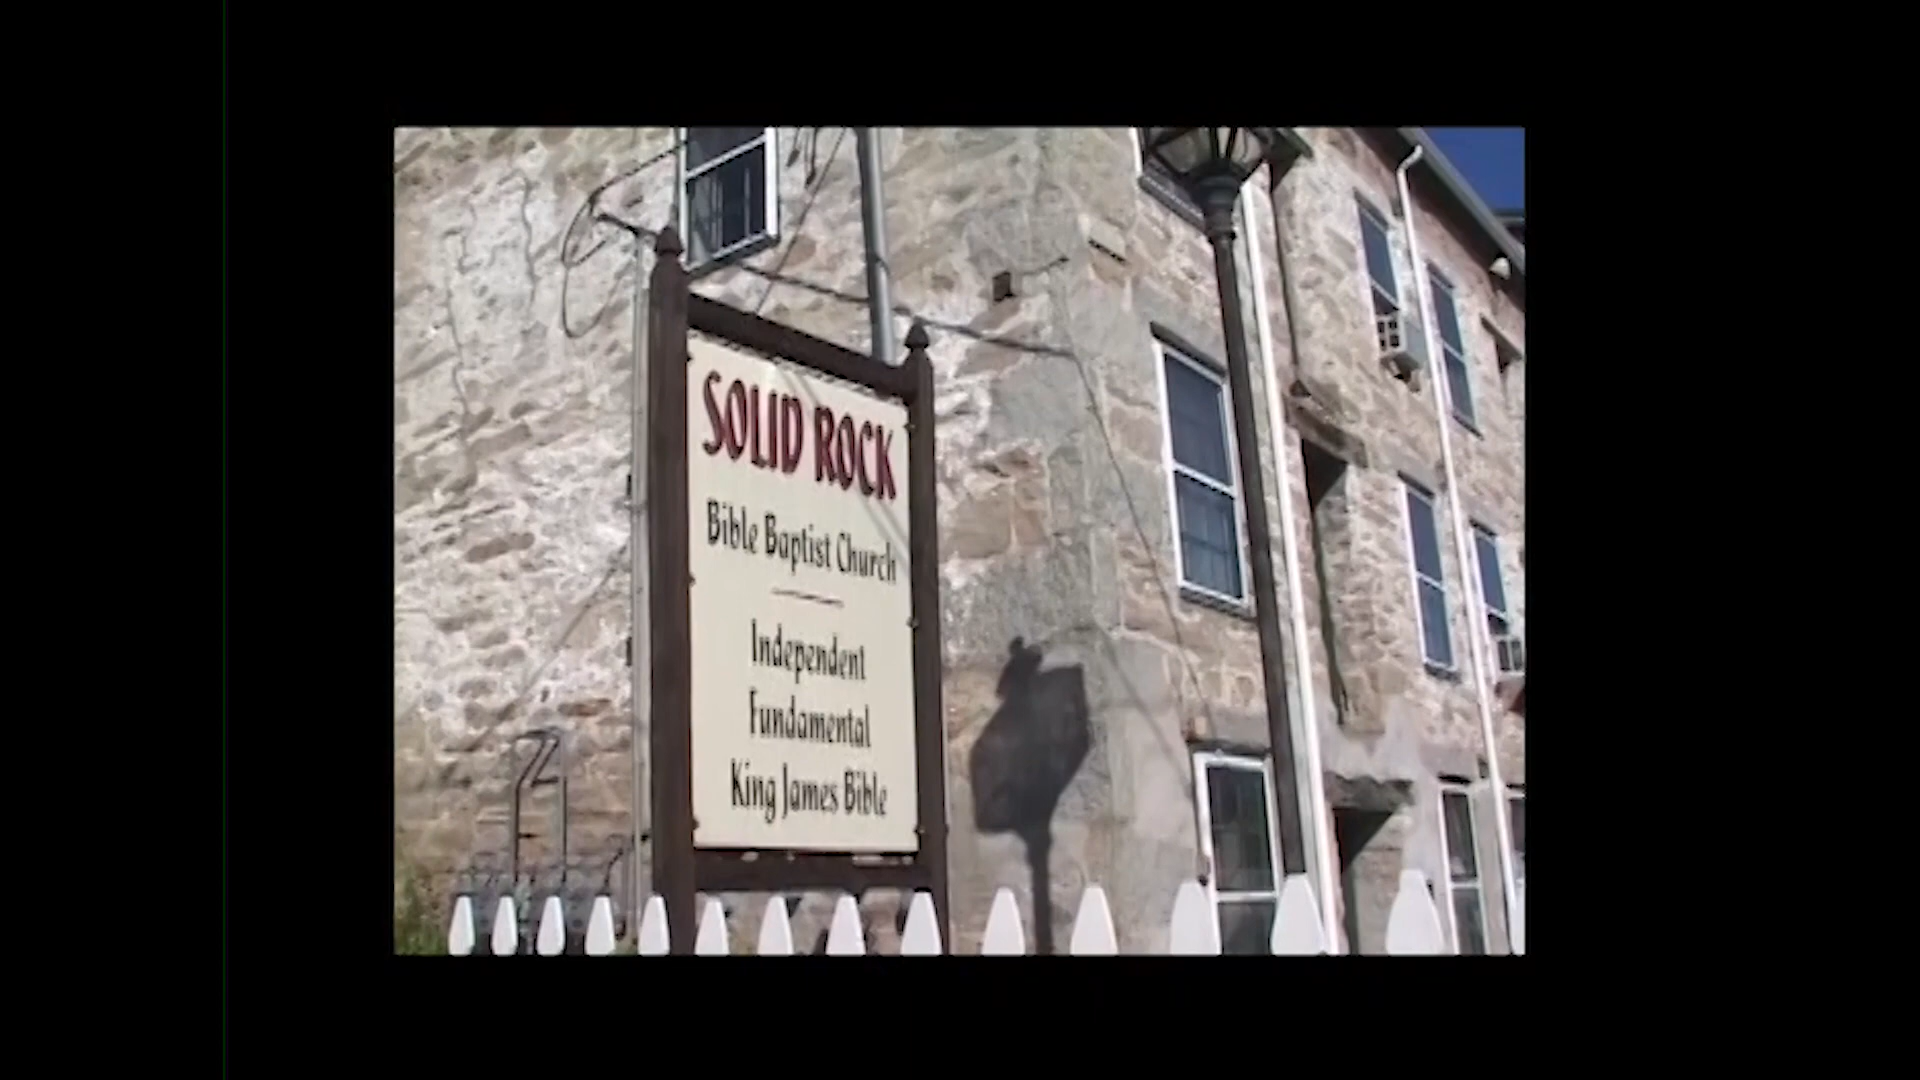 SOLID ROCK
Bible Baptist Church
Independent
Fundamental
King James Bible